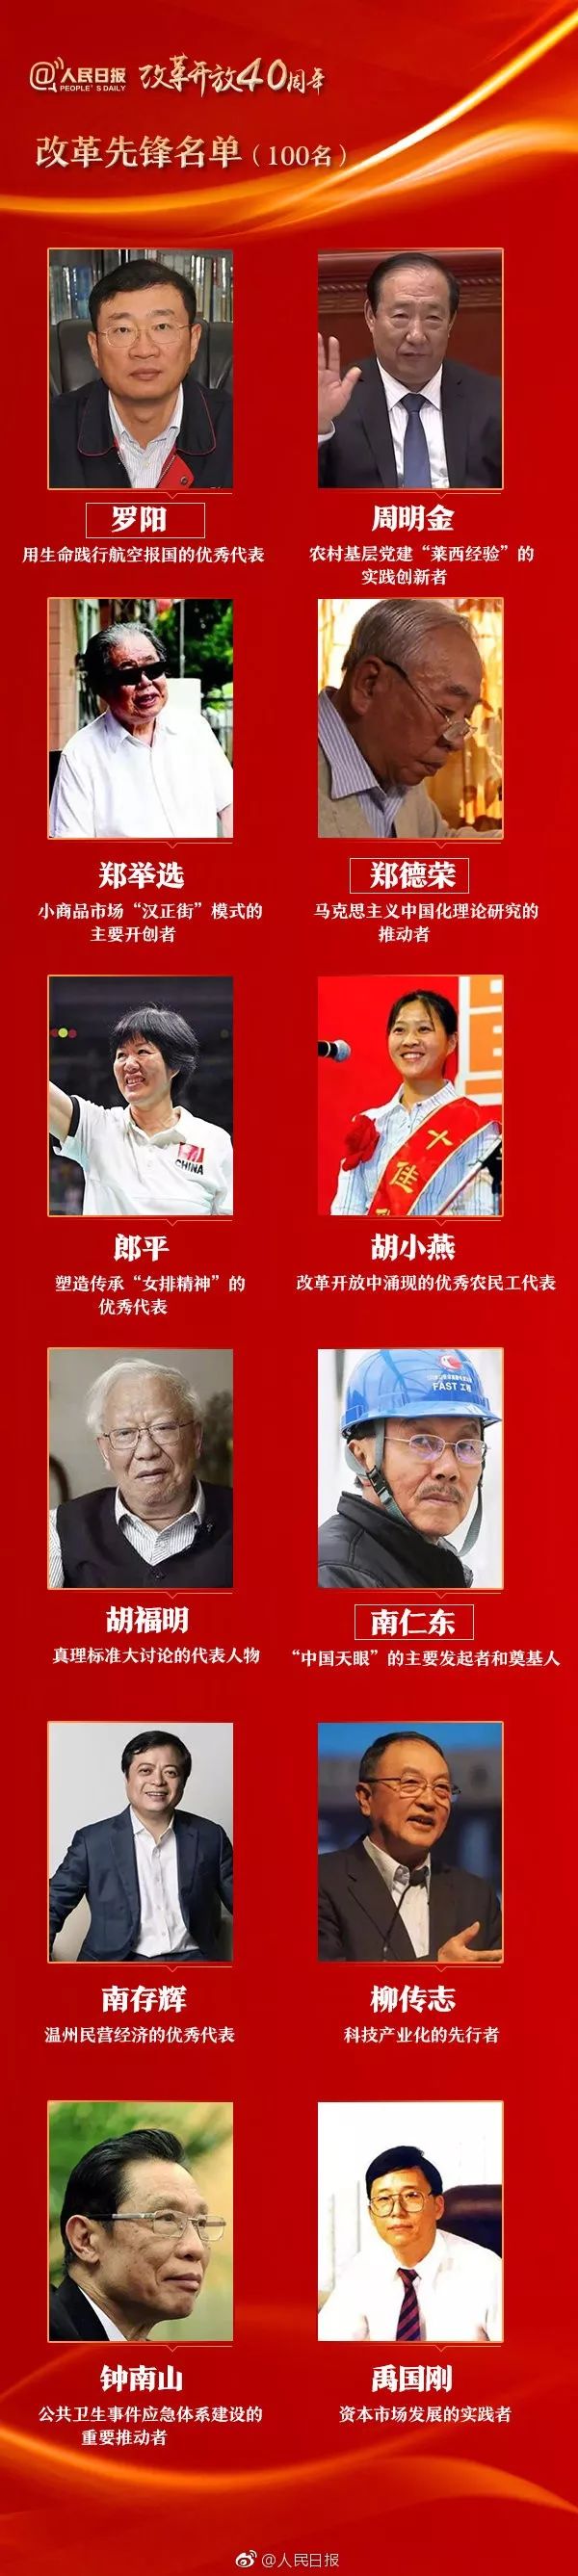 @人民日报 改革开放40周年
PEOPLE'S DAILY
改革先锋名单（100名）
罗阳
用生命践行航空报国的优秀代表
周明金
农村基层党建“莱西经验”的
实践创新者
郑举选
小商品市场“汉正街”模式的
主要开创者
郑德荣
马克思主义中国化理论研究的
推动者
CHINA
郎平
塑造传承“女排精神”的
优秀代表
十
佳
胡小燕
改革开放中涌现的优秀农民工代表
胡福明
真理标准大讨论的代表人物
FAST 工程
南仁东
“中国天眼”的主要发起者和奠基人
南存辉
温州民营经济的优秀代表
柳传志
科技产业化的先行者
钟南山
公共卫生事件应急体系建设的
重要推动者
禹国刚
资本市场发展的实践者
@人民日报